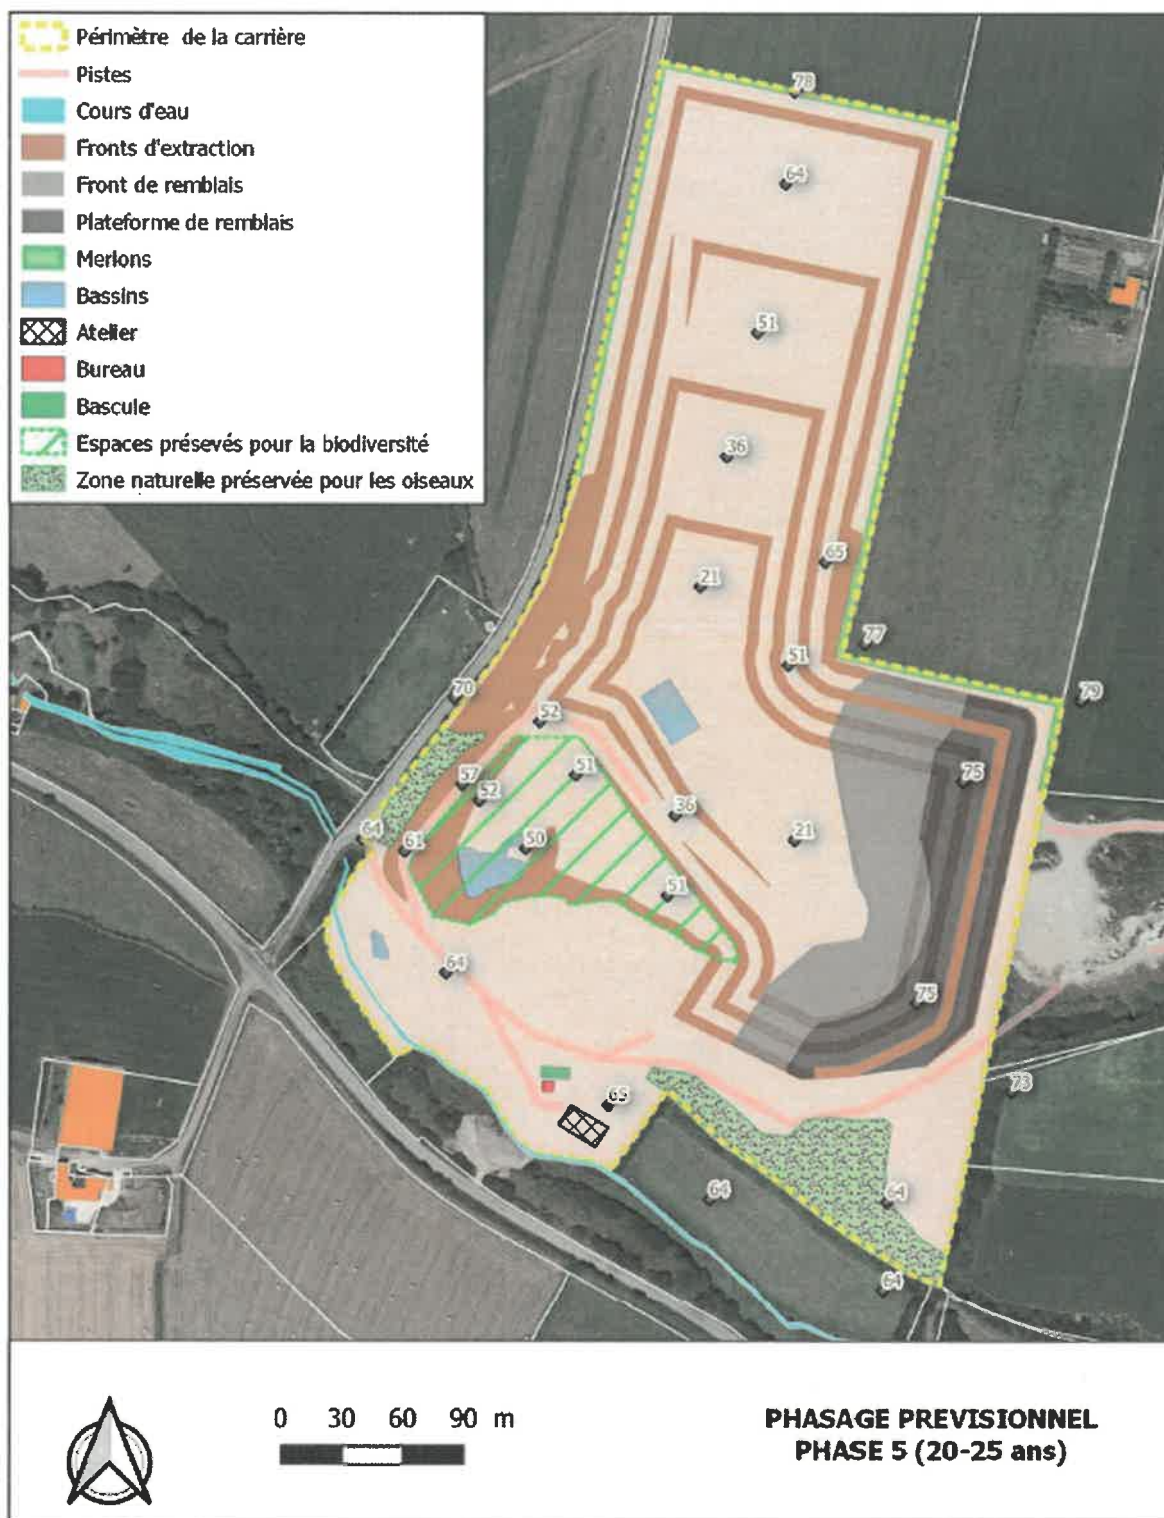 Périmètre de la carrière
Pistes
Cours d'eau
Fronts d'extraction
Front de remblais
Plateforme de remblais
Merlons
Bassins
Atelier
Bureau
Bascule
Espaces présevés pour la biodiversité
Zone naturelle préservée pour les oiseaux
78
64
51
36
65
21
77
51
70
79
52
51
75
57
52
36
64
61
50
21
51
64
75
73
65
64
64
64
0 30 60 90 m
PHASAGE PREVISIONNEL
PHASE 5 (20-25 ans)